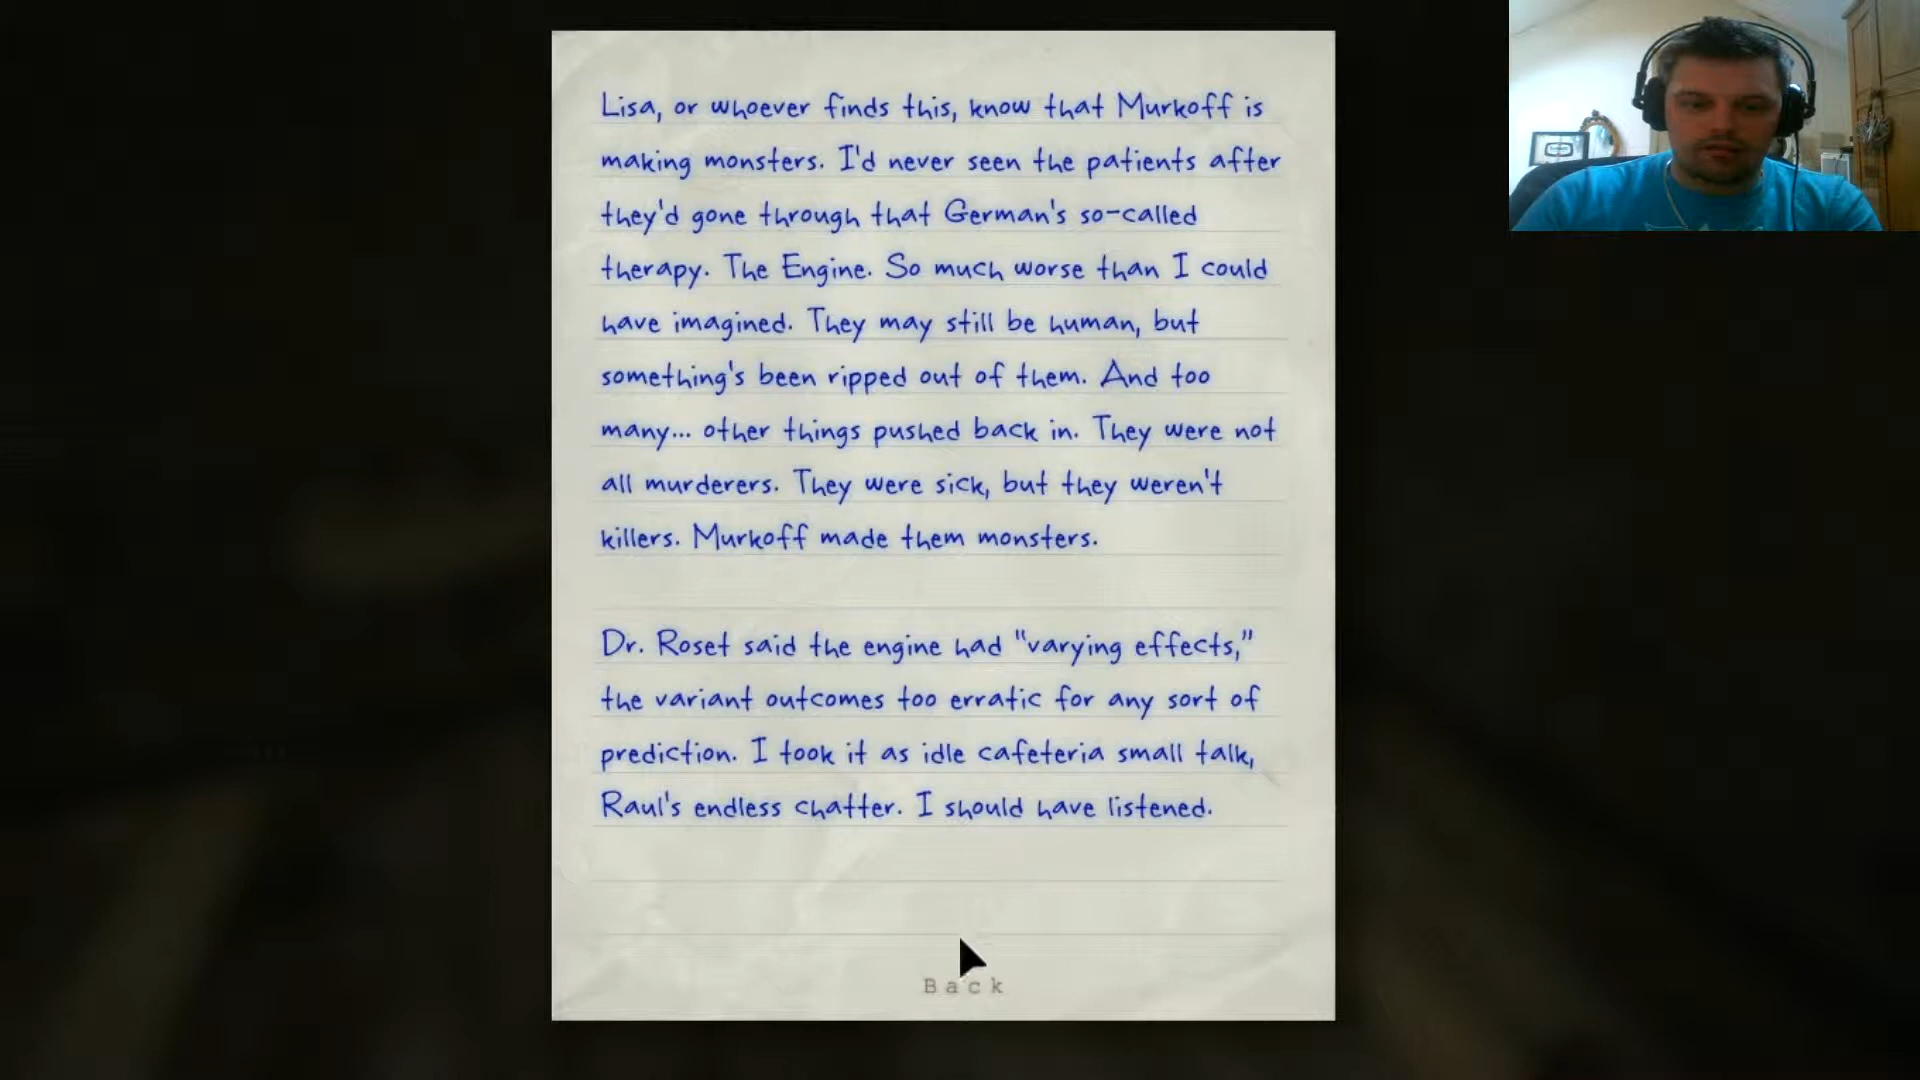 Lisa, or whoever finds this, know that Murkoff is
making monsters. I'd never seen the patients after
they'd gone through that German's so-called
therapy. The Engine. So much worse than I could
have imagined. They may still be human, but
something's been ripped out of them. And too
many... other things pushed back in. They were not
all murderers. They were sick, but they weren't
killers. Murkoff made them monsters.
Dr. Roset said the engine had "varying effects,"
the variant outcomes too erratic for any sort of
prediction. I took it as idle cafeteria small talk,
Raul's endless chatter. I should have listened.
Back